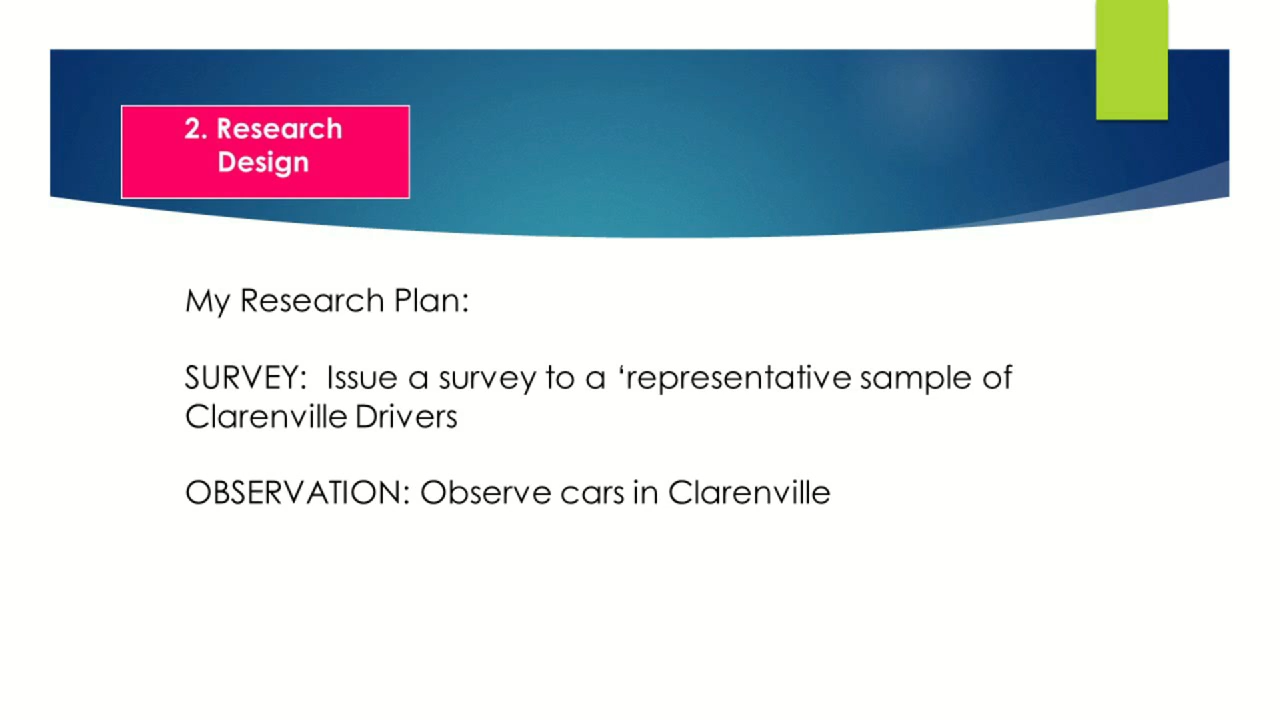 2. Research
Design
My Research Plan:
SURVEY:  Issue a survey to a ‘representative sample of
Clarenville Drivers
OBSERVATION: Observe cars in Clarenville